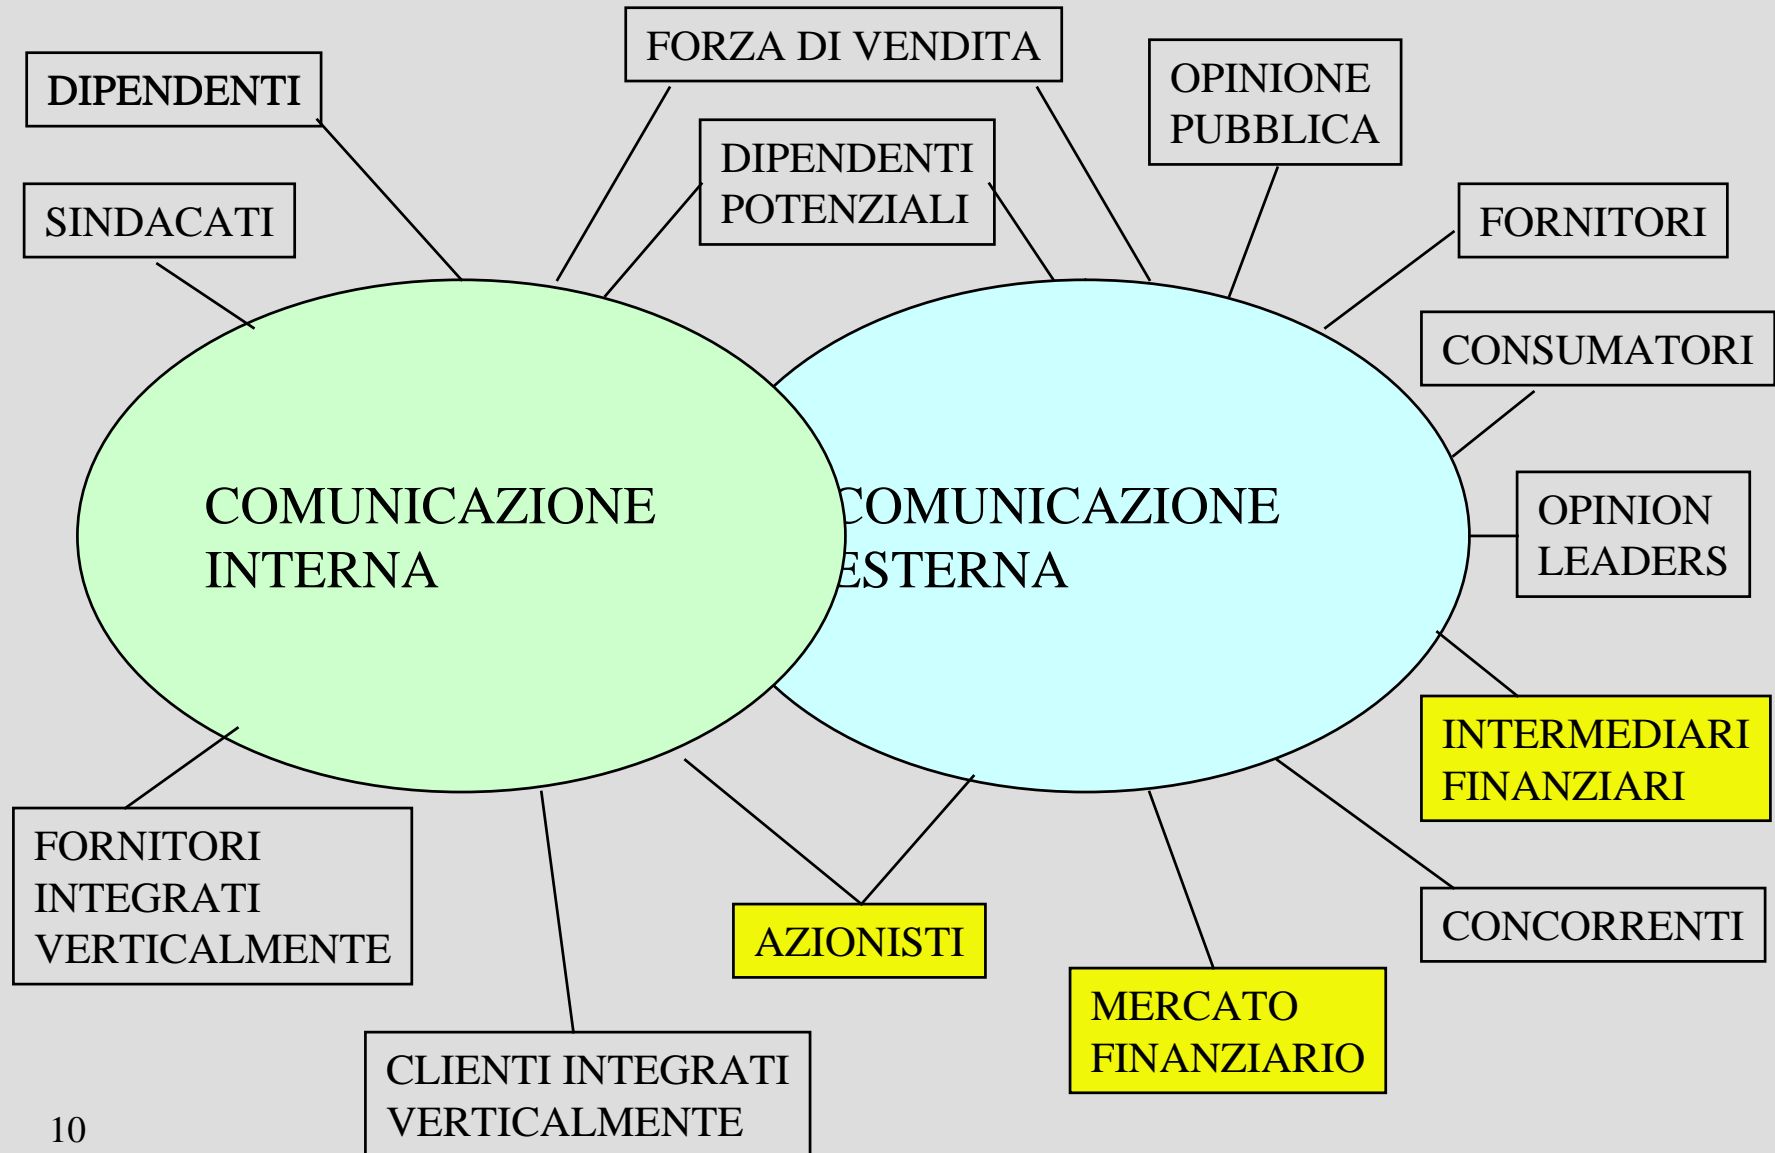 FORZA DI VENDITA
DIPENDENTI
OPINIONE
PUBBLICA
DIPENDENTI
POTENZIALI
SINDACATI
FORNITORI
CONSUMATORI
COMUNICAZIONE
INTERNA
COMUNICAZIONE
ESTERNA
OPINION
LEADERS
INTERMEDIARI
FINANZIARI
FORNITORI
INTEGRATI
VERTICALMENTE
AZIONISTI
CONCORRENTI
MERCATO
FINANZIARIO
CLIENTI INTEGRATI
VERTICALMENTE
10